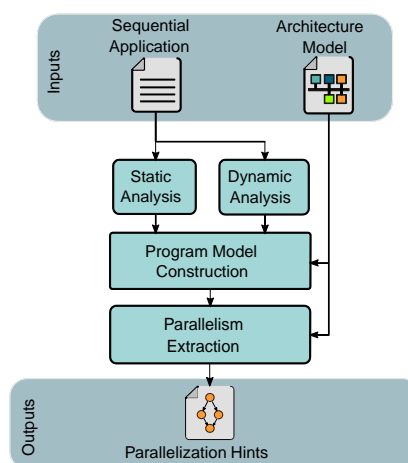 Inputs
Sequential
Application
Architecture
Model
Static
Analysis
Dynamic
Analysis
Program Model
Construction
Parallelism
Extraction
Outputs
Parallelization Hints